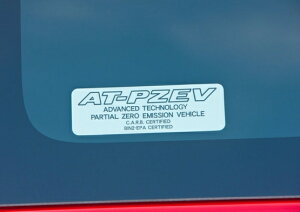 AT-PZEV
ADVANCED TECHNOLOGY
PARTIAL ZERO EMISSION VEHICLE
C.A.R.B. CERTIFIED
BIN2-EPA CERTIFIED